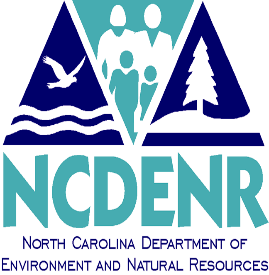 NCDENR
North Carolina Department of
Environment and Natural Resources